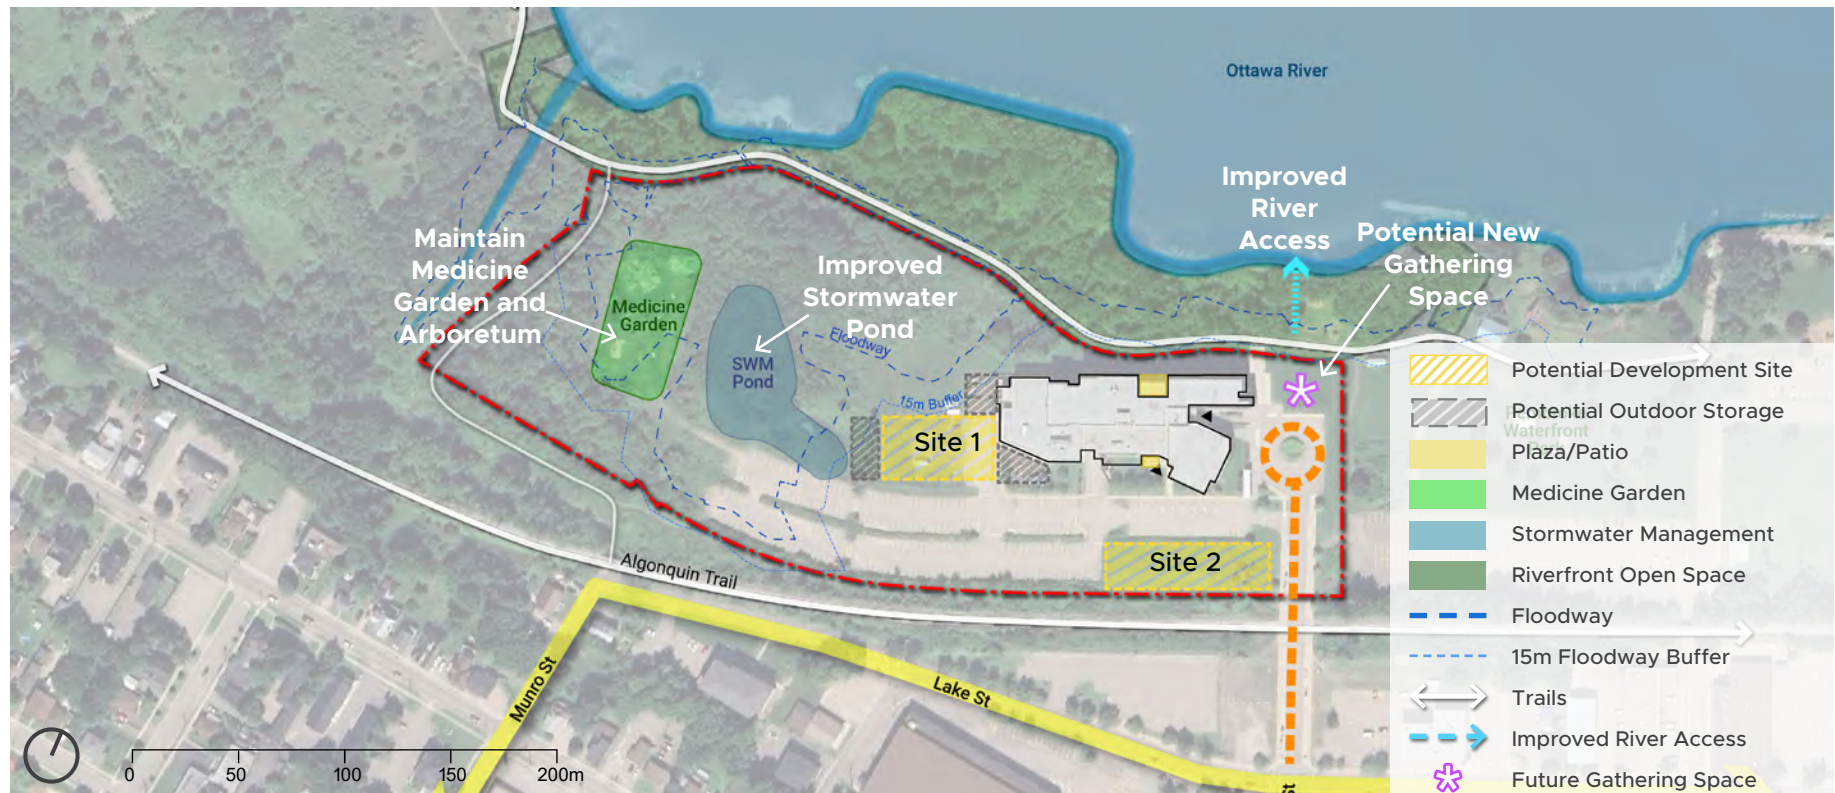 Ottawa River
Improved
River
Access
Potential New
Gathering
Space
Maintain
Medicine
Garden and
Arboretum
Improved
Stormwater
Pond
Medicine
Garden
SWM
Pond
Floodway
15m Buffer
Site 1
Site 2
Algonquin Trail
Munro St
Lake St
St
0
50
100
150
200m
Potential Development Site
Potential Outdoor Storage
Waterfront
Plaza/Patio
Medicine Garden
Stormwater Management
Riverfront Open Space
Floodway
15m Floodway Buffer
Trails
Improved River Access
Future Gathering Space